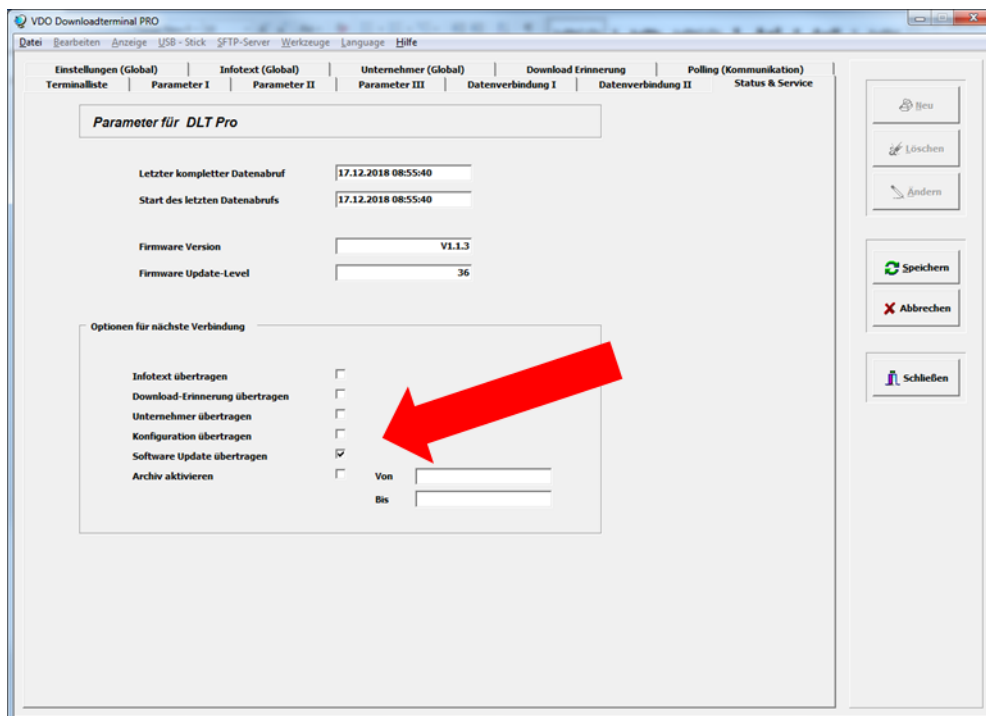 VDO Downloadterminal PRO
Datei Bearbeiten Anzeige USB - Stick SFTP-Server Werkzeuge Language Hilfe
Einstellungen (Global) Infotext (Global) Unternehmer (Global) Download Erinnerung Polling (Kommunikation)
Terminalliste Parameter I Parameter II Parameter III Datenverbindung I Datenverbindung II Status & Service
Parameter für DLT Pro
Letzter kompletter Datenabruf 17.12.2018 08:55:40
Start des letzten Datenabrufs 17.12.2018 08:55:40
Firmware Version V1.1.3
Firmware Update-Level 36
Optionen für nächste Verbindung
Infotext übertragen
Download-Erinnerung übertragen
Unternehmer übertragen
Konfiguration übertragen
Software Update übertragen
Archiv aktivieren Von
Bis
Neu
Löschen
Ändern
Speichern
Abbrechen
Schließen